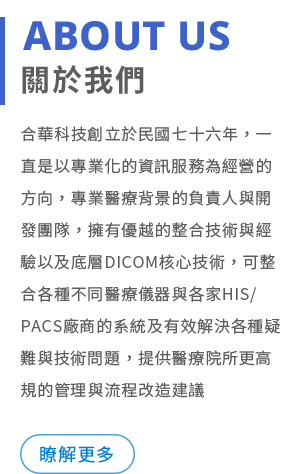 ABOUT US
關於我們
合華科技創立於民國七十六年，一
直是以專業化的資訊服務為經營的
方向，專業醫療背景的負責人與開
發團隊，擁有優越的整合技術與經
驗以及底層DICOM核心技術，可整
合各種不同醫療儀器與各家HIS/
PACS廠商的系統及有效解決各種疑
難與技術問題，提供醫療院所更高
規的管理與流程改造建議
瞭解更多